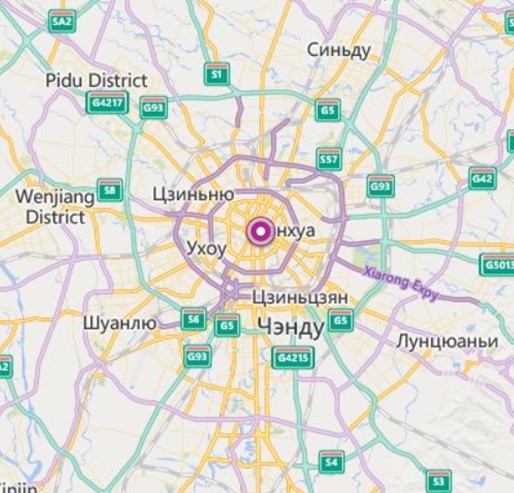 SA2
Синьду
S1
Pidu District
G4217
G93
G5
S57
G93
G42
Цзиньню
S8
Wenjiang
District
нхуа
Ухоу
G5013
Xiarong Expy
Цзиньцзян
Шуанлю
S6
G5
Чэнду
G5
Лунцюаньи
G93
G4215
S4
S3